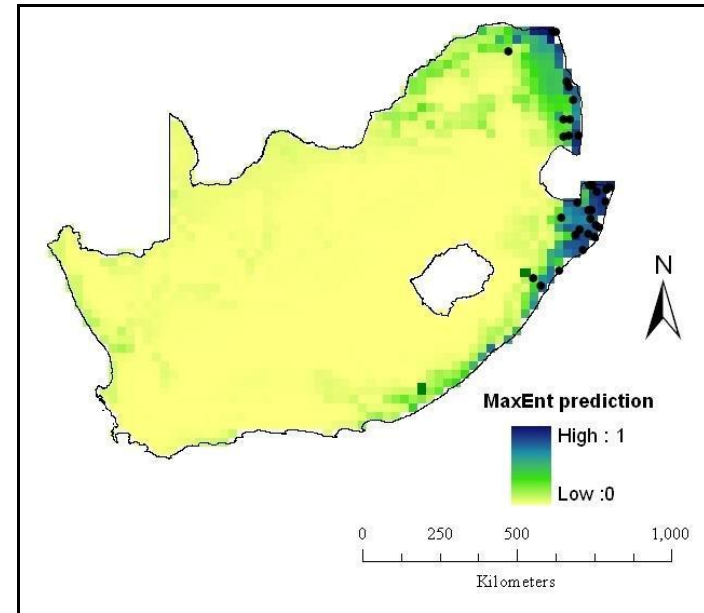 N
MaxEnt prediction
High : 1
Low :0
0 250 500 1,000
Kilometers